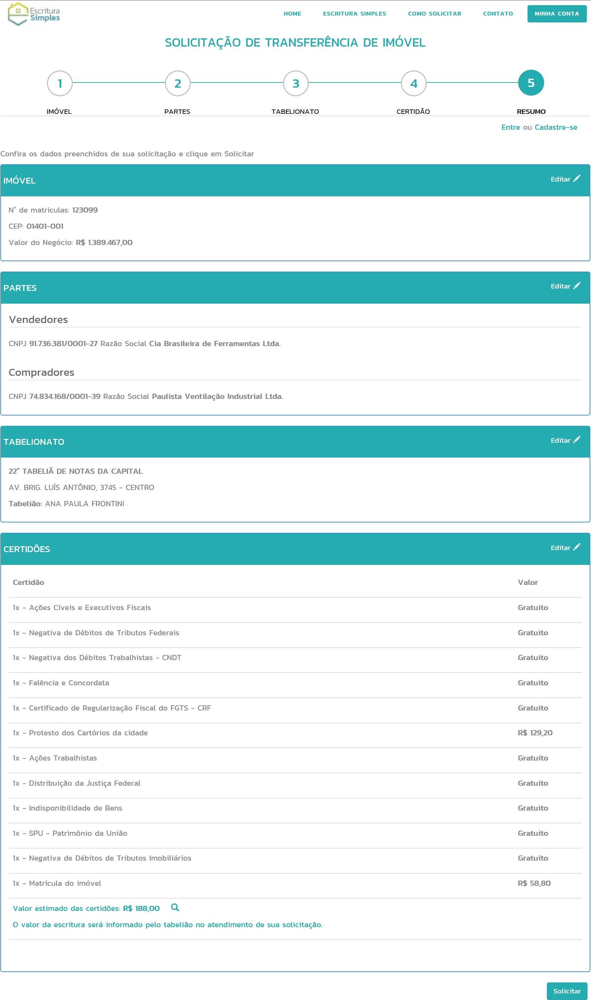 Escritura
Simples
HOME ESCRITURA SIMPLES COMO SOLICITAR CONTATO MINHA CONTA
SOLICITAÇÃO DE TRANSFERÊNCIA DE IMÓVEL
1 2 3 4 5
IMÓVEL PARTES TABELIONATO CERTIDÃO RESUMO
Entre ou Cadastre-se
Confira os dados preenchidos de sua solicitação e clique em Solicitar
IMÓVEL Editar
N° de matriculas: 123099
CEP: 01401-001
Valor do Negócio: R$ 1.389.467,00
PARTES Editar
Vendedores
CNPJ 91.736.381/0001-27 Razão Social Cia Brasileira de Ferramentas Ltda.
Compradores
CNPJ 74.834.168/0001-39 Razão Social Paulista Ventilação Industrial Ltda.
TABELIONATO Editar
22° TABELIÃ DE NOTAS DA CAPITAL
AV. BRIG. LUÍS ANTÔNIO, 3745 - CENTRO
Tabelião: ANA PAULA FRONTINI
CERTIDÕES Editar
Certidão Valor
1x - Ações Cíveis e Executivos Fiscais Gratuito
1x - Negativa de Débitos de Tributos Federais Gratuito
1x - Negativa dos Débitos Trabalhistas - CNDT Gratuito
1x - Falência e Concordata Gratuito
1x - Certificado de Regularização Fiscal do FGTS - CRF Gratuito
1x - Protesto dos Cartórios da cidade R$ 129,20
1x - Ações Trabalhistas Gratuito
1x - Distribuição da Justiça Federal Gratuito
1x - Indisponibilidade de Bens Gratuito
1x - SPU - Patrimônio da União Gratuito
1x - Negativa de Débitos de Tributos Imobiliários Gratuito
1x - Matrícula do imóvel R$ 58,80
Valor estimado das certidões: R$ 188,00
O valor da escritura será informado pelo tabelião no atendimento de sua solicitação.
Solicitar